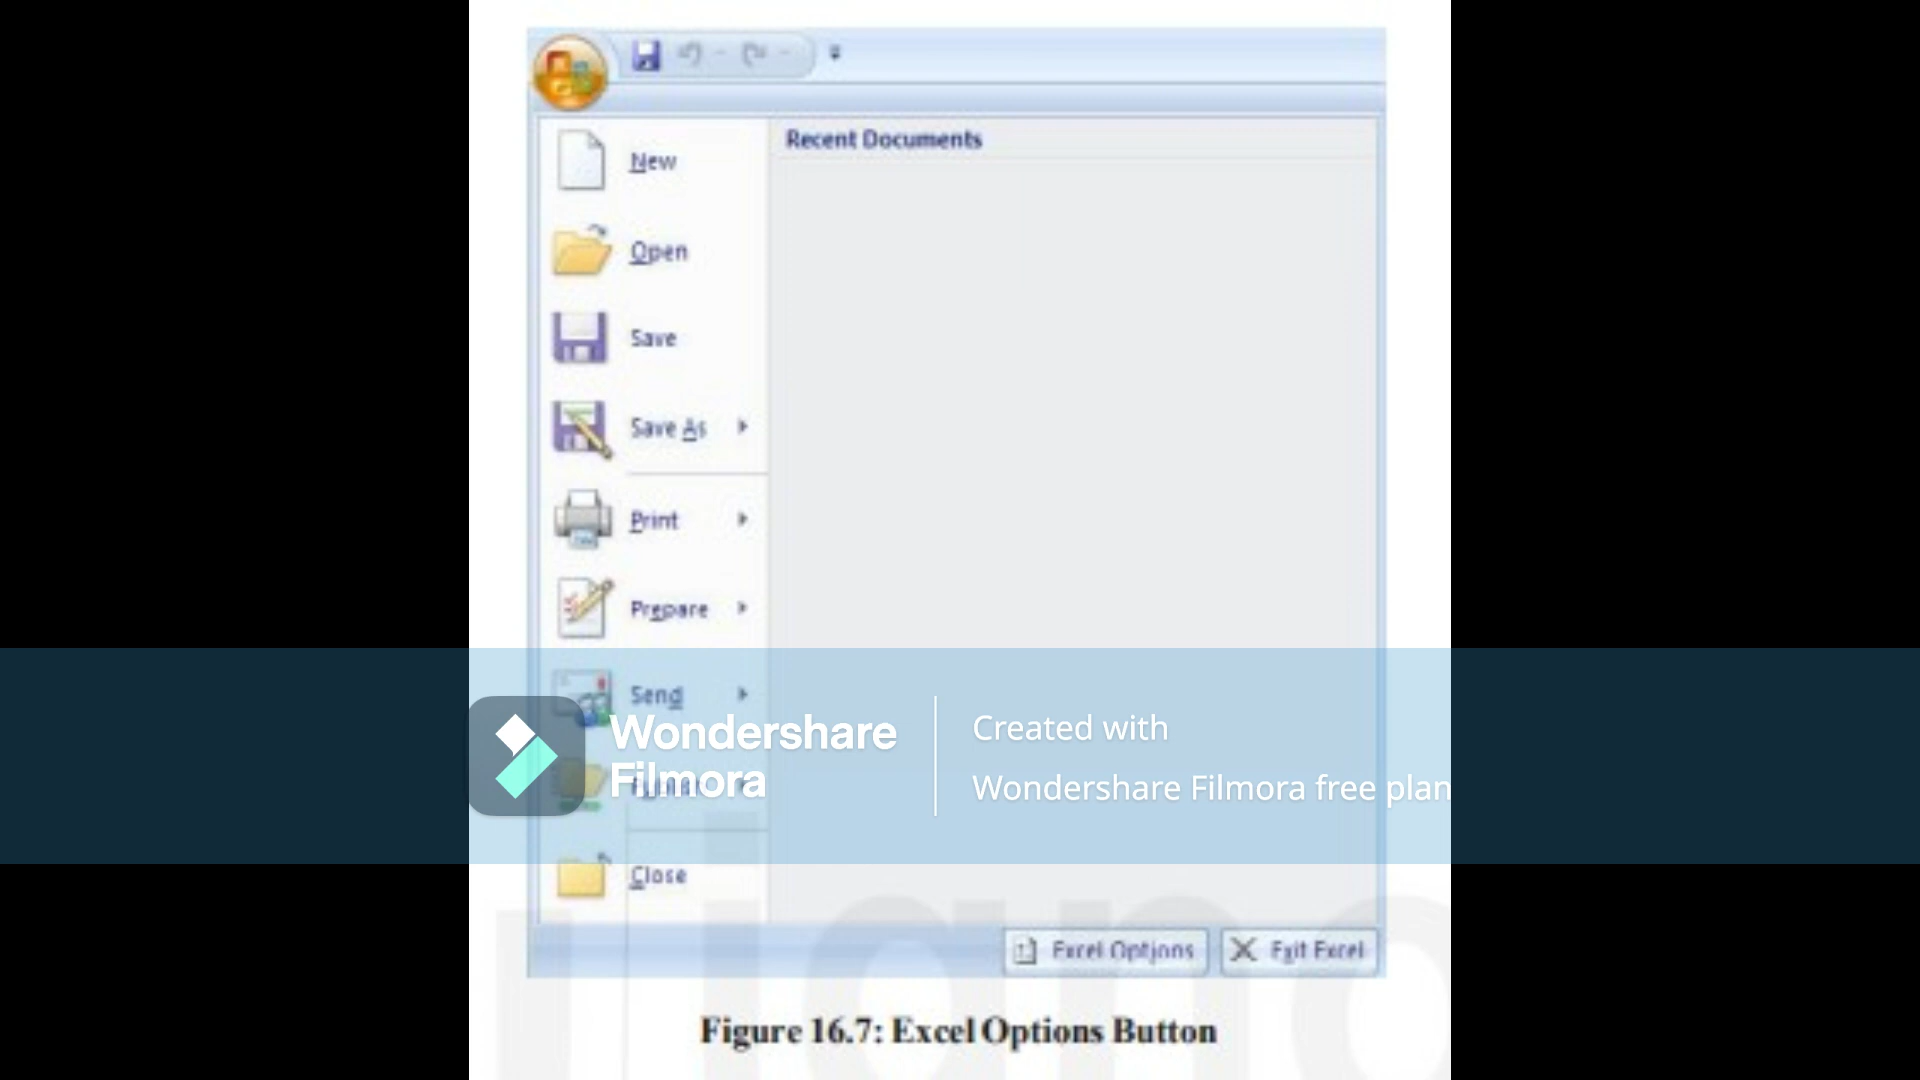 Recent Documents
New
Open
Save
Save As
Print
Prepare
Send
Wondershare
Filmora
Created with
Wondershare Filmora free plan
Close
Excel Options
Exit Excel
Figure 16.7: Excel Options Button